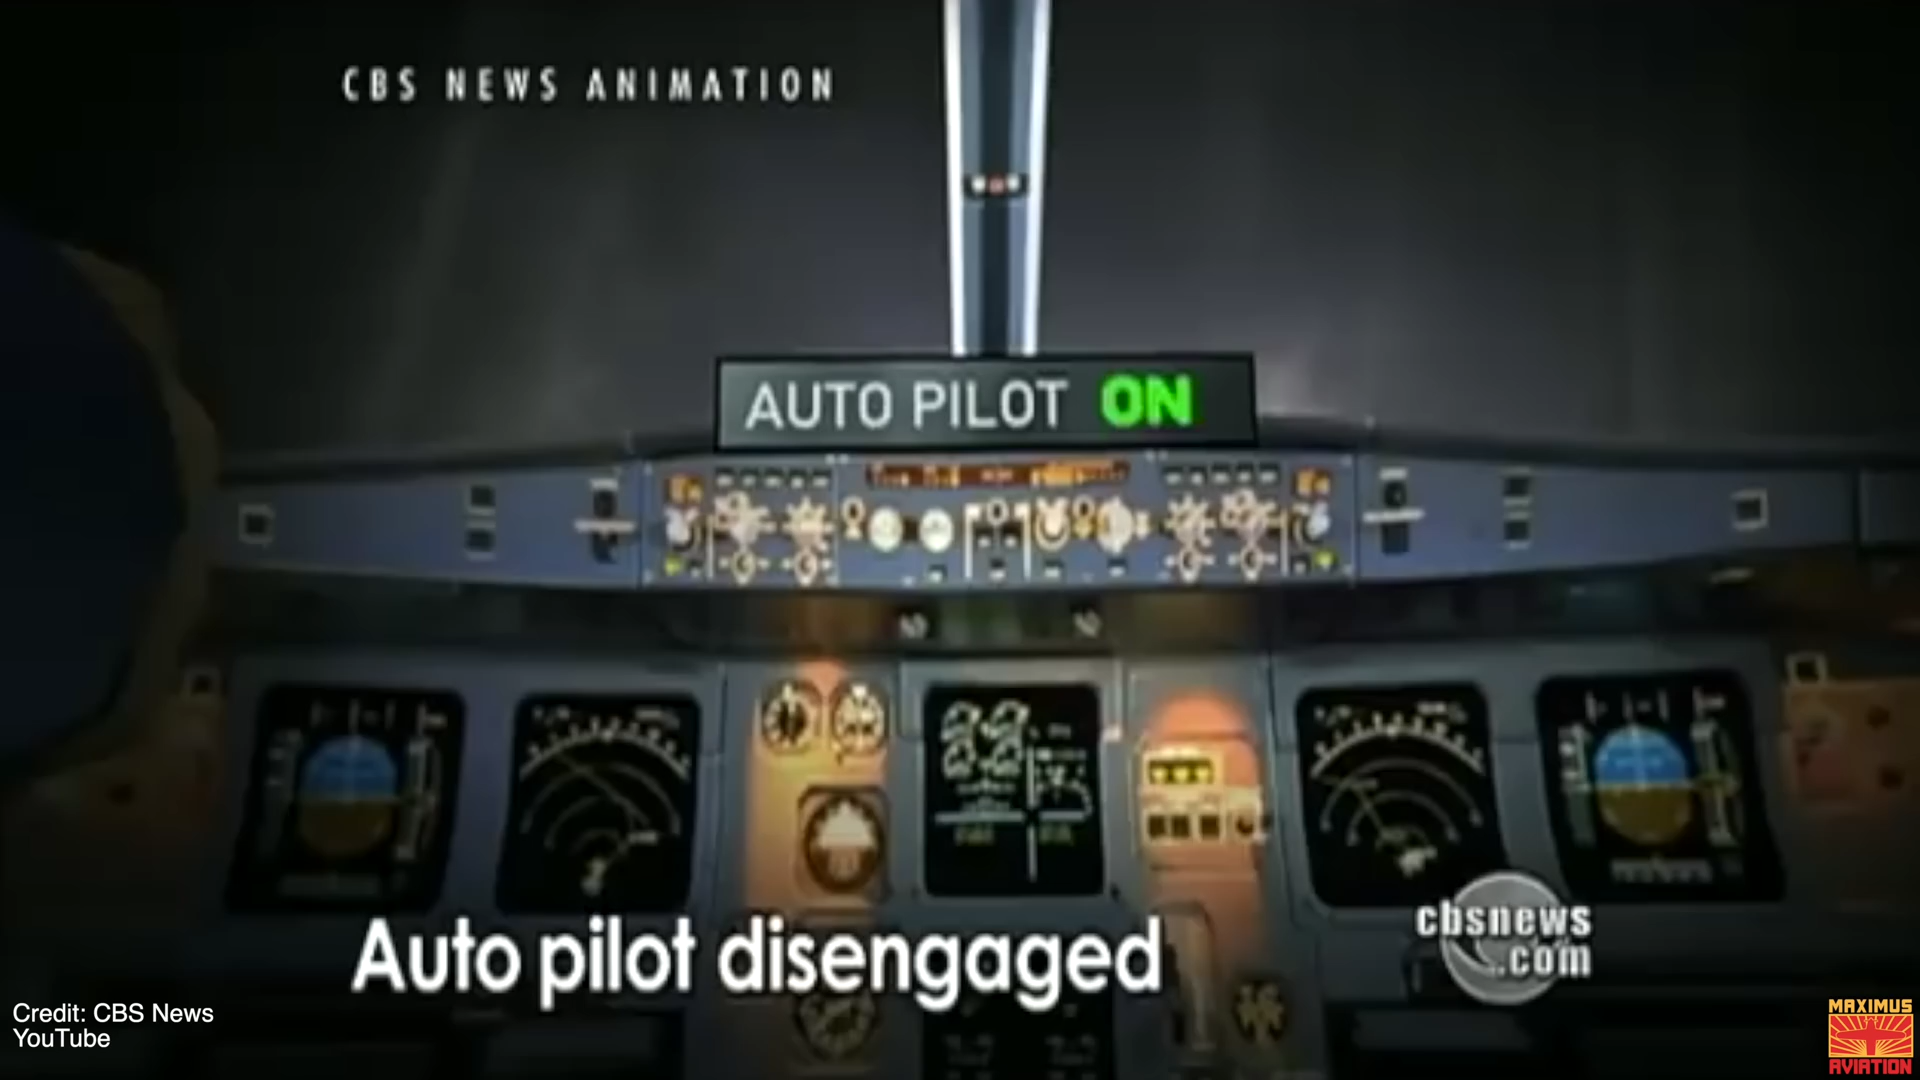 CBS NEWS ANIMATION
AUTO PILOT ON
Auto pilot disengaged
cbsnews
.com
Credit: CBS News
YouTube
MAXIMUS
AVIATION